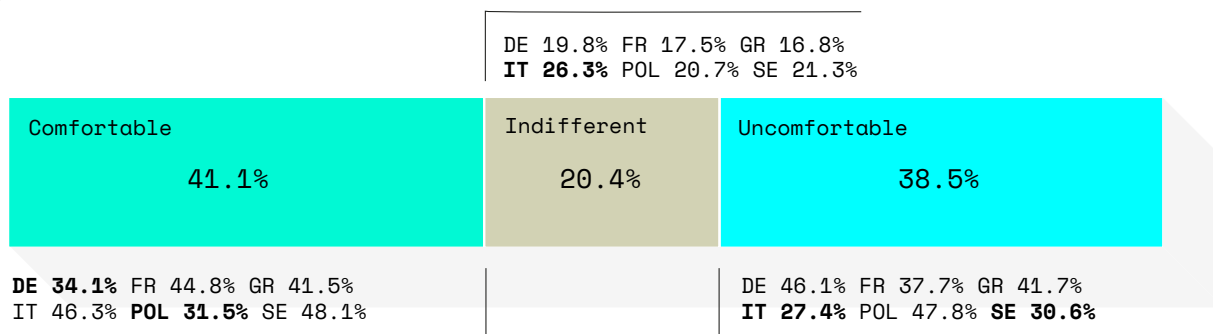 DE 19.8% FR 17.5% GR 16.8%
IT 26.3% POL 20.7% SE 21.3%
Comfortable
Indifferent
Uncomfortable
41.1%
20.4%
38.5%
DE 34.1% FR 44.8% GR 41.5%
IT 46.3% POL 31.5% SE 48.1%
DE 46.1% FR 37.7% GR 41.7%
IT 27.4% POL 47.8% SE 30.6%